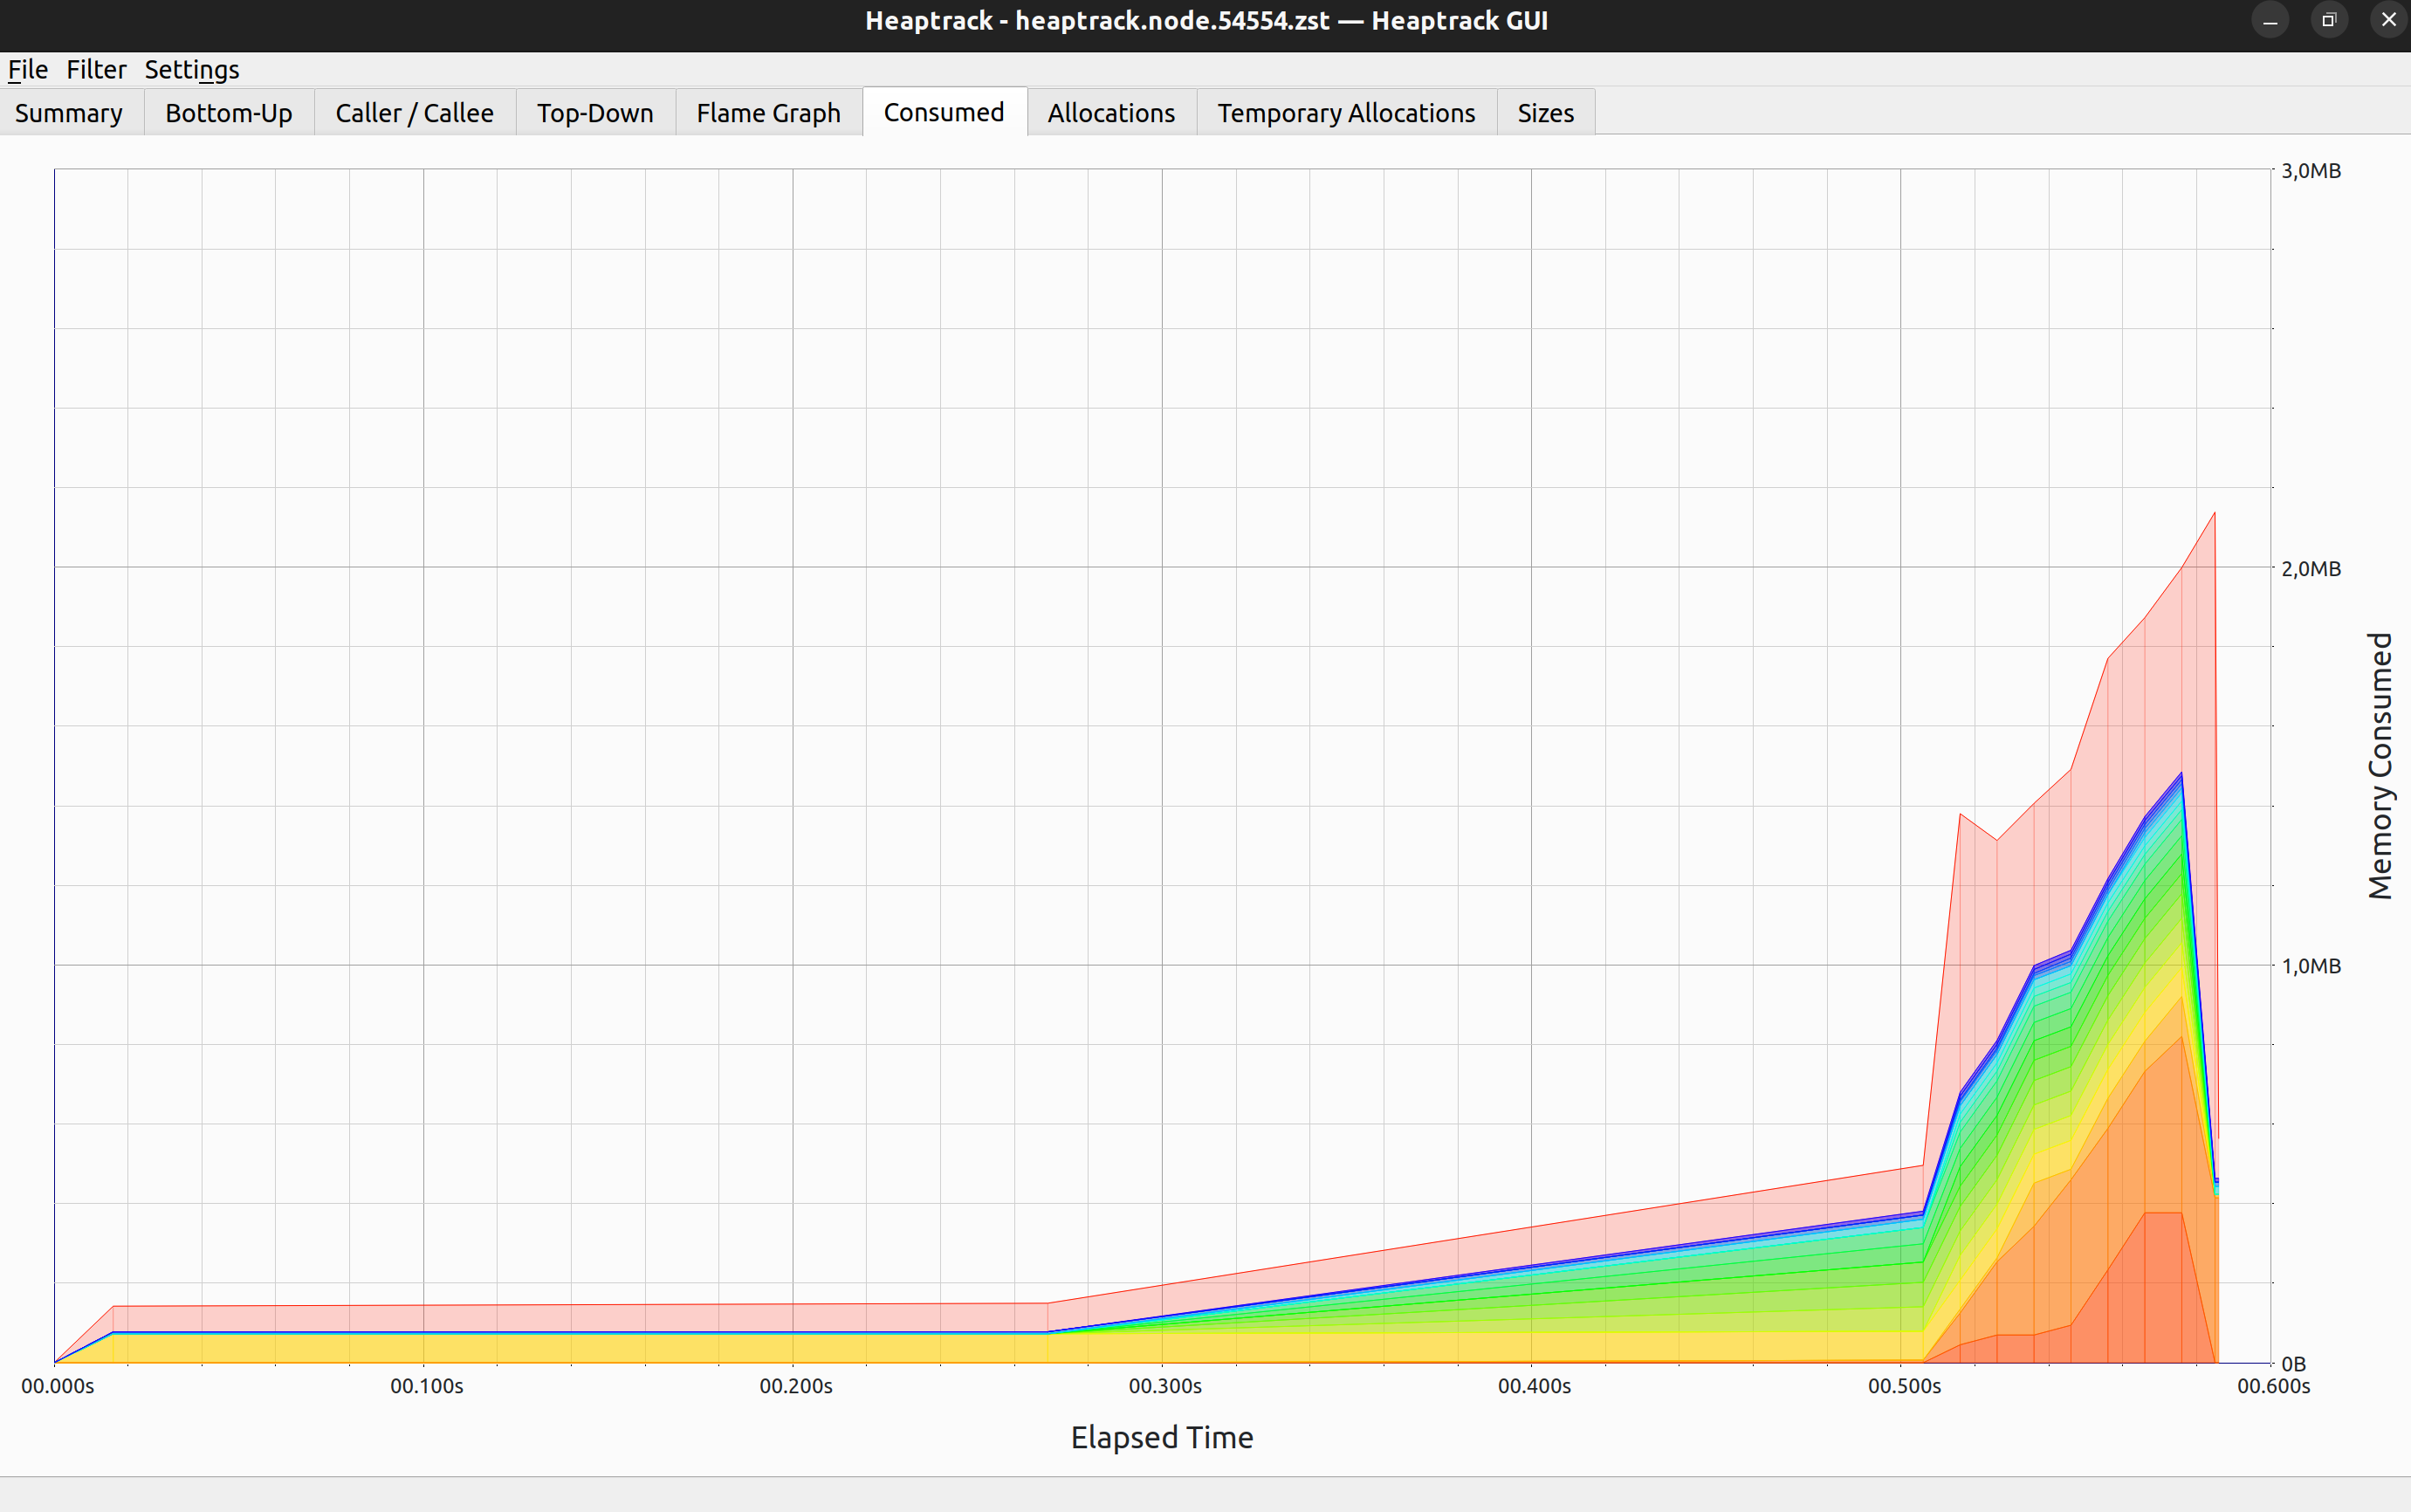 Heaptrack - heaptrack.node.54554.zst — Heaptrack GUI
File Filter Settings
Summary Bottom-Up Caller / Callee Top-Down Flame Graph Consumed Allocations Temporary Allocations Sizes
3,0MB
2,0MB
1,0MB
0B
Memory Consumed
00.000s 00.100s 00.200s 00.300s 00.400s 00.500s 00.600s
Elapsed Time